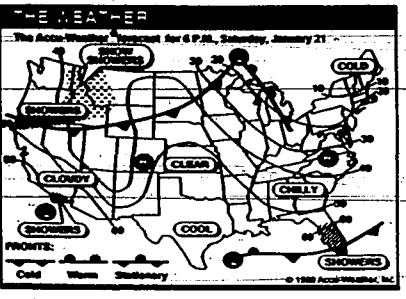 THE WEATHER
The Accu-Weather forecast for 6 P.M., Saturday, January 21
SNOW
SHOWERS
COLD
SHOWERS
CLEAR
CLOUDY
CHILLY
SHOWERS
COOL
SHOWERS
FRONTS:
Cold Warm Stationary
Accu-Weather, Inc.